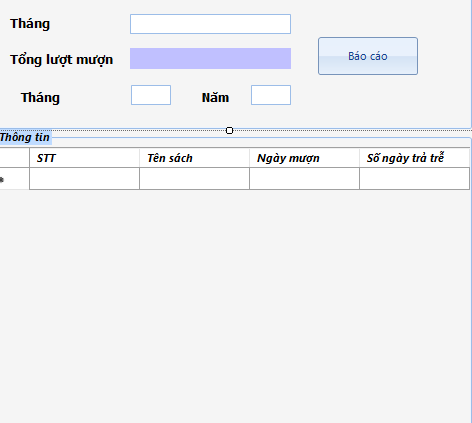 Tháng
Tổng lượt mượn
Báo cáo
Tháng Năm
Thông tin
STT Tên sách Ngày mượn Số ngày trả trễ